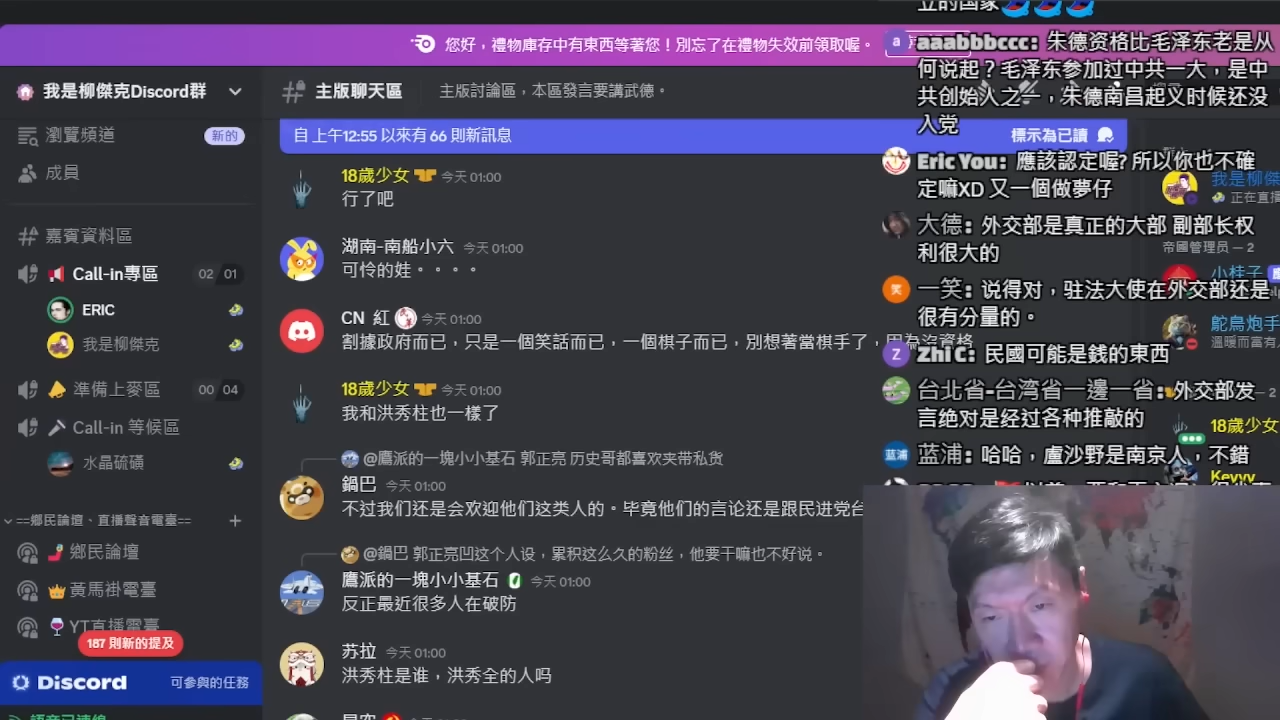 您好，禮物庫存中有東西等著您！別忘了在禮物失效前領取喔。
我是柳傑克Discord群
主版聊天區
主版討論區，本區發言要講武德。
瀏覽頻道
新的
成員
嘉賓資料區
Call-in專區
02 01
ERIC
我是柳傑克
準備上麥區
00 04
Call-in 等候區
水晶硫磺
==鄉民論壇、直播聲音電臺==
鄉民論壇
黃馬褂電臺
YT直播電臺
187 則新的提及
Discord
可參與的任務
自 上午12:55 以來有 66 則新訊息
標示為已讀
18歲少女 今天 01:00
行了吧
湖南-南船小六 今天 01:00
可怜的娃。。。。
CN 紅 今天 01:00
割據政府而已，只是一個笑話而已，一個棋子而已，別想著當棋手了，因為沒資格
18歲少女 今天 01:00
我和洪秀柱也一樣了
@鷹派的一塊小小基石 郭正亮 历史哥都喜欢夹带私货
鍋巴 今天 01:00
不过我们还是会欢迎他们这类人的。毕竟他们的言论还是跟民进党台
@鍋巴 郭正亮凹这个人设，累积这么久的粉丝，他要干嘛也不好说。
鷹派的一塊小小基石 今天 01:00
反正最近很多人在破防
苏拉 今天 01:00
洪秀柱是谁，洪秀全的人吗
立的国家
aaabbbccc: 朱德资格比毛泽东老是从
何说起？毛泽东参加过中共一大，是中
共创始人之一，朱德南昌起义时候还没
入党
Eric You: 應該認定喔? 所以你也不確
定嘛XD 又一個做夢仔
大德: 外交部是真正的大部 副部长权
利很大的
一笑: 说得对，驻法大使在外交部还是
很有分量的。
Zhi C: 民國可能是錢的東西
台北省-台湾省一邊一省: 外交部发
言绝对是经过各种推敲的
蓝浦: 哈哈，盧沙野是南京人，不錯
我是柳傑
正在直播
帝國管理員 — 2
小桂子
鴕鳥炮手
溫暖而富有
18歲少女
Kevvv